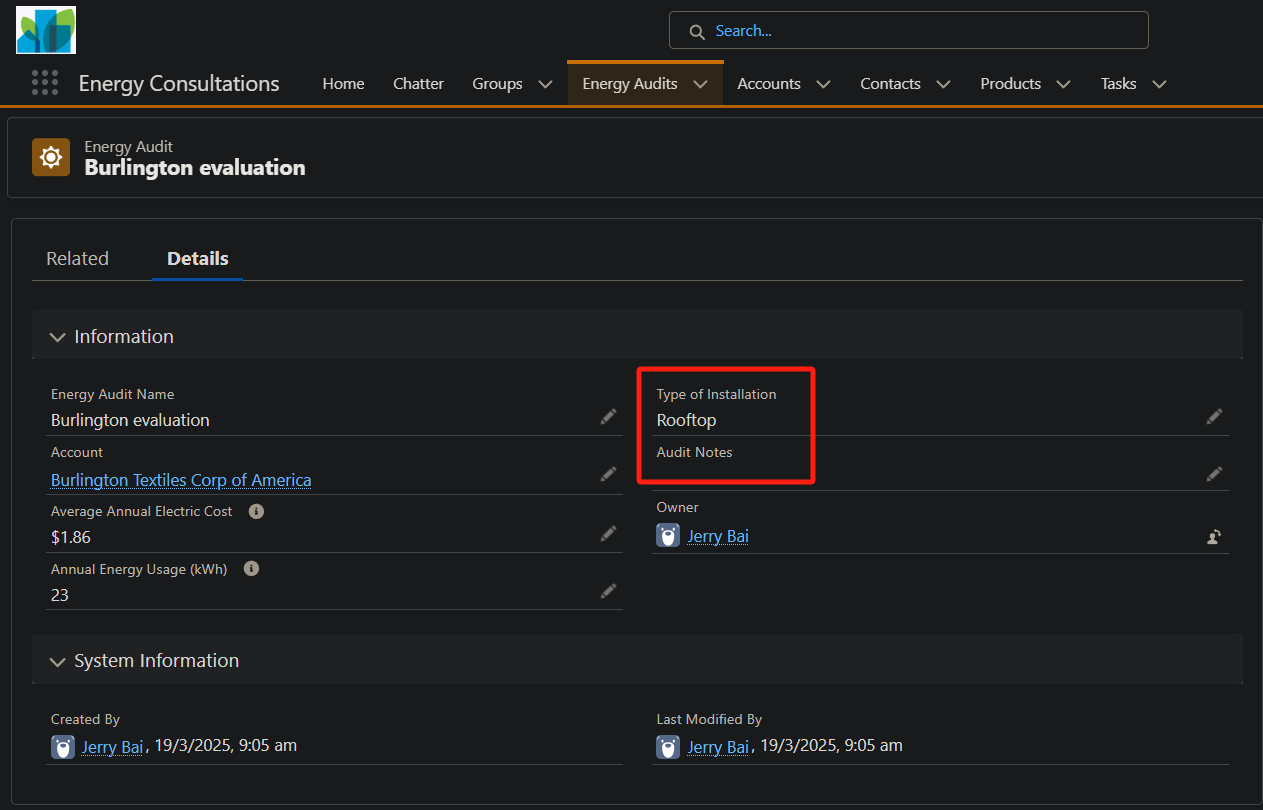 Search...
Energy Consultations
Home
Chatter
Groups
Energy Audits
Accounts
Contacts
Products
Tasks
Energy Audit
Burlington evaluation
Related
Details
Information
Energy Audit Name
Burlington evaluation
Type of Installation
Rooftop
Account
Burlington Textiles Corp of America
Audit Notes
Average Annual Electric Cost
$1.86
Owner
Jerry Bai
Annual Energy Usage (kWh)
23
System Information
Created By
Jerry Bai, 19/3/2025, 9:05 am
Last Modified By
Jerry Bai, 19/3/2025, 9:05 am